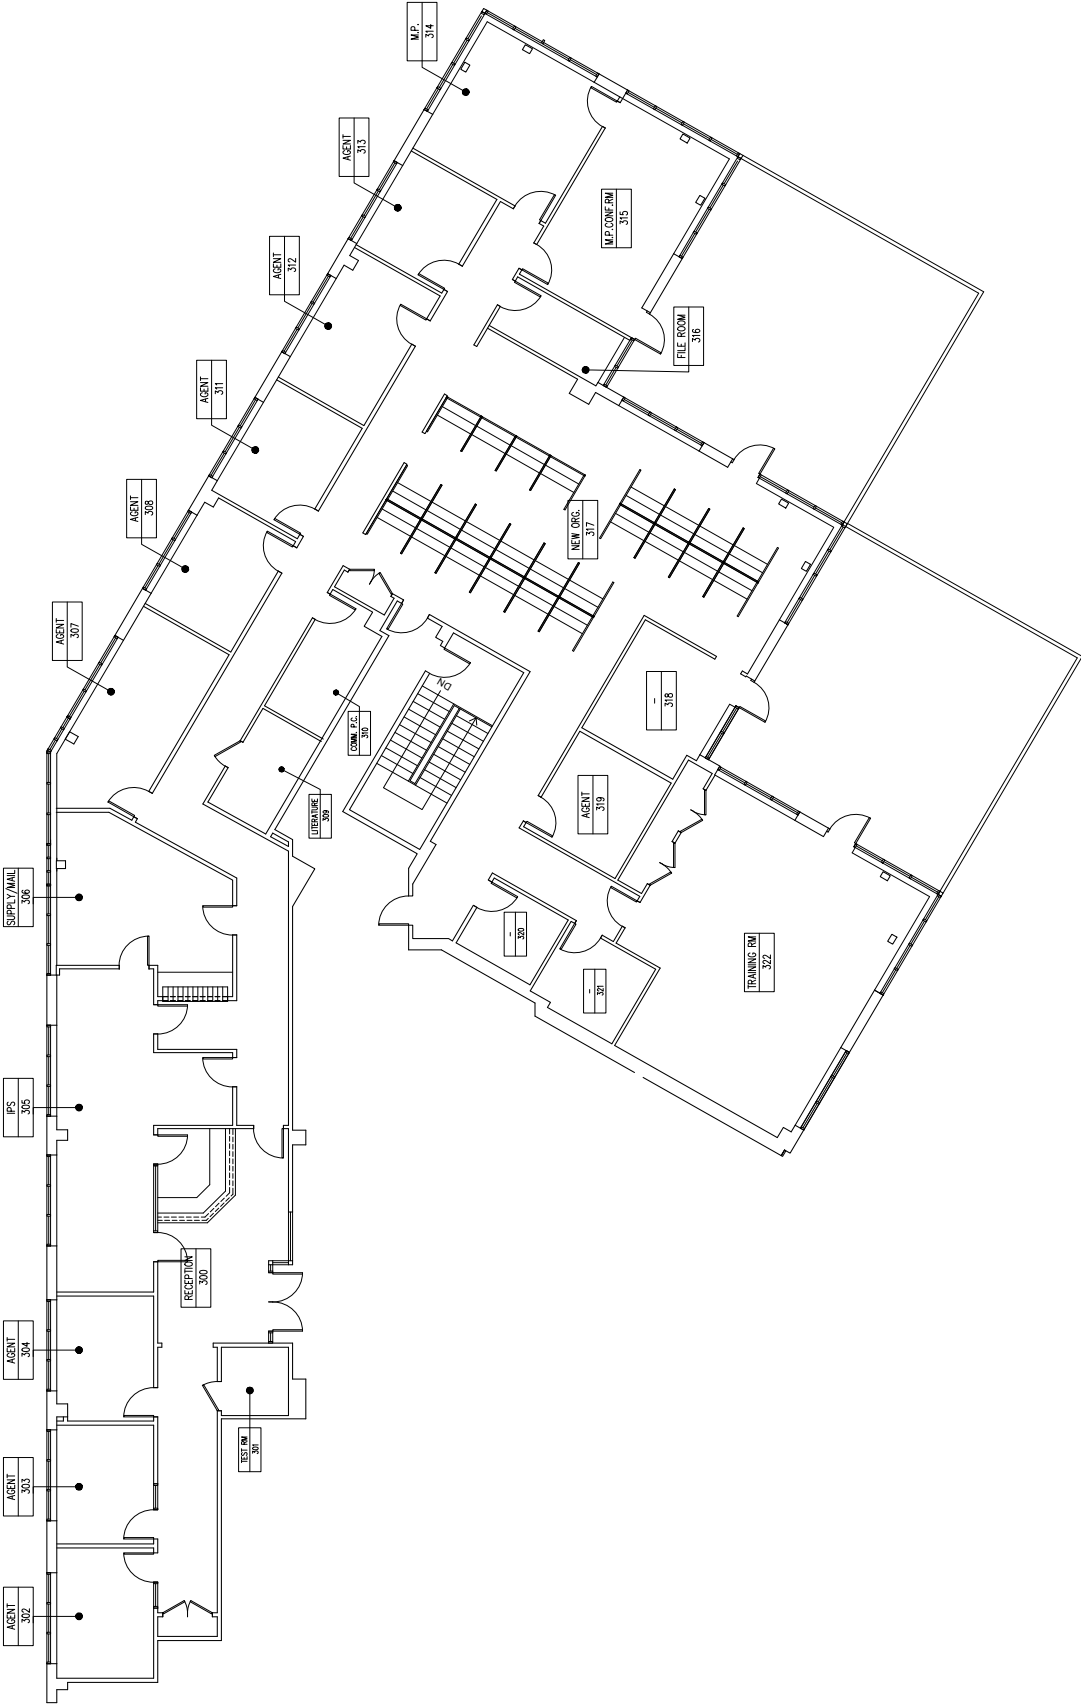 M.P.
314
AGENT
313
AGENT
312
AGENT
311
AGENT
308
AGENT
307
M.P.CONF.RM
315
FILE ROOM
316
NEW ORG.
317
DN
-
318
COMM. P.C.
310
LITERATURE
309
AGENT
319
SUPPLY/MAIL
306
-
320
-
321
TRAINING RM
322
IPS
305
RECEPTION
300
AGENT
304
TEST RM
301
AGENT
303
AGENT
302